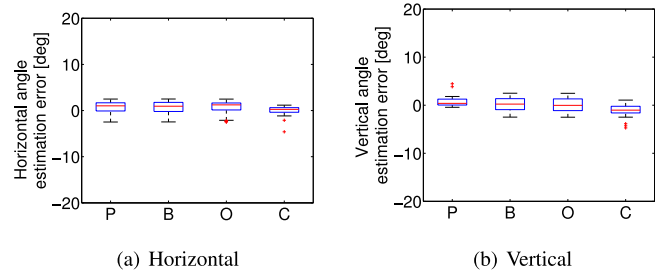 Horizontal angle
estimation error [deg]
20
10
0
−10
−20
P B O C
(a) Horizontal
Vertical angle
estimation error [deg]
20
10
0
−10
−20
P B O C
(b) Vertical